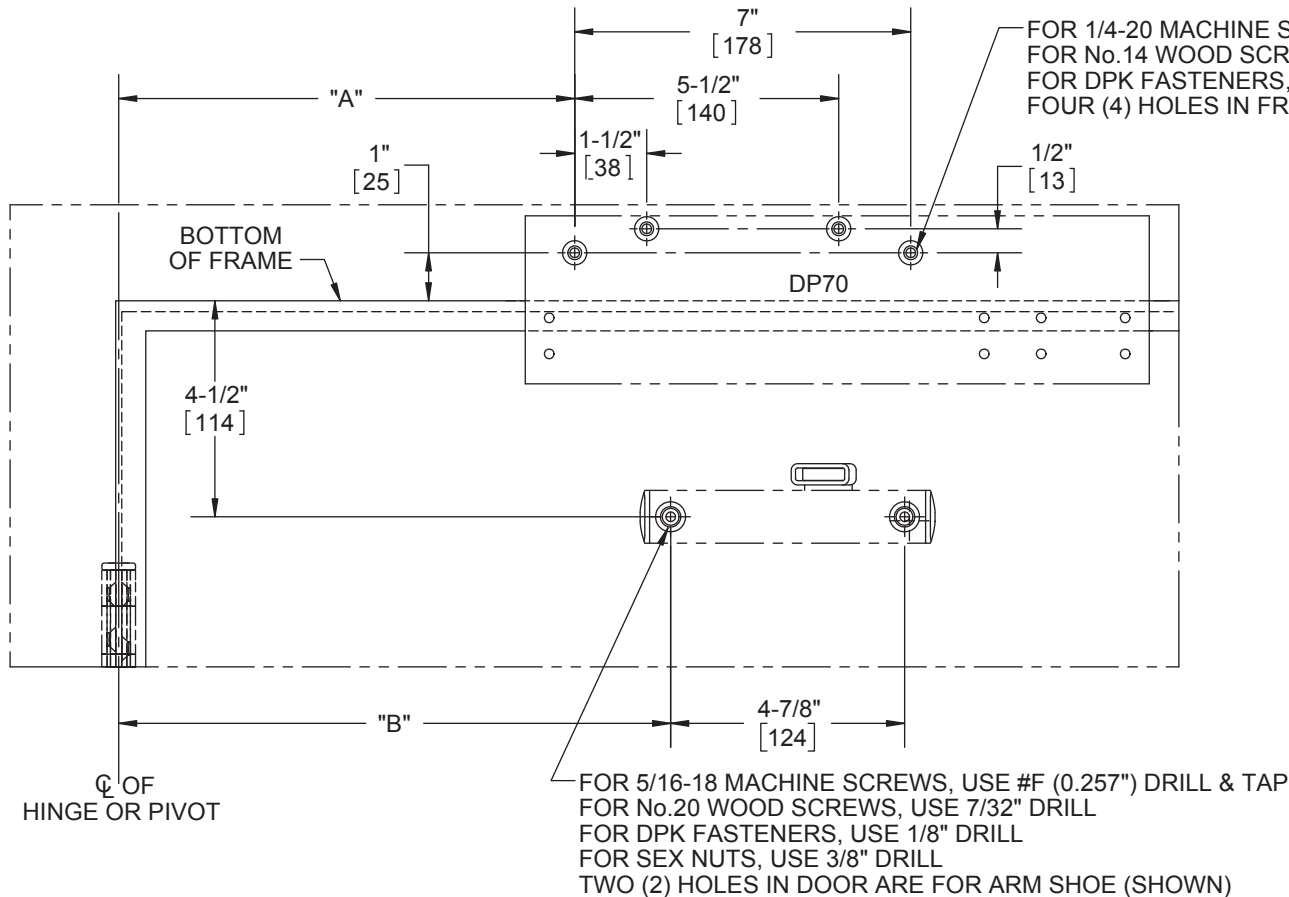 7"
[178]
FOR 1/4-20 MACHINE
FOR No.14 WOOD
FOR DPK FASTENERS,
FOUR (4) HOLES IN
"A"
5-1/2"
[140]
1-1/2"
[38]
1"
[25]
1/2"
[13]
BOTTOM
OF FRAME
DP70
4-1/2"
[114]
"B"
4-7/8"
[124]
℄ OF
HINGE OR PIVOT
FOR 5/16-18 MACHINE SCREWS, USE #F (0.257") DRILL & TAP
FOR No.20 WOOD SCREWS, USE 7/32" DRILL
FOR DPK FASTENERS, USE 1/8" DRILL
FOR SEX NUTS, USE 3/8" DRILL
TWO (2) HOLES IN DOOR ARE FOR ARM SHOE (SHOWN)